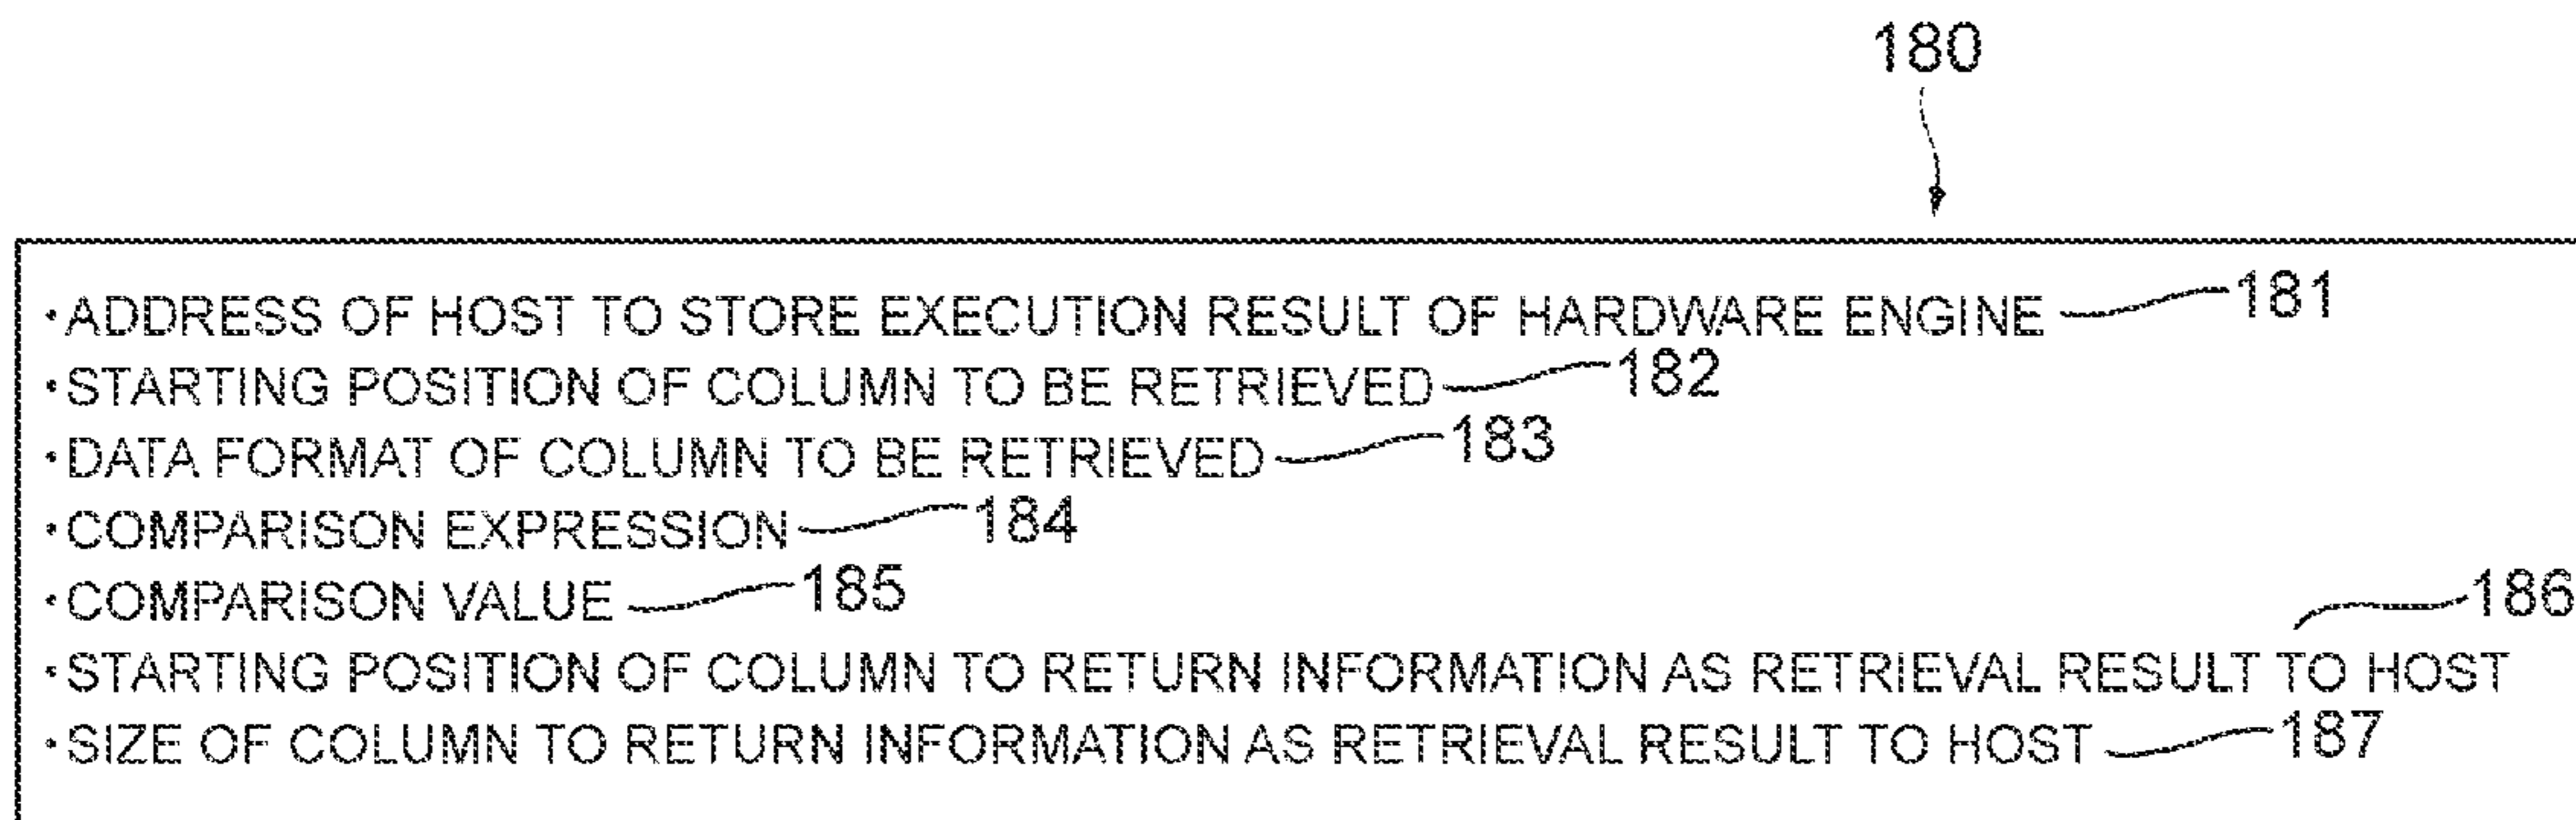 180
·ADDRESS OF HOST TO STORE EXECUTION RESULT OF HARDWARE ENGINE 181
·STARTING POSITION OF COLUMN TO BE RETRIEVED 182
·DATA FORMAT OF COLUMN TO BE RETRIEVED 183
·COMPARISON EXPRESSION 184
·COMPARISON VALUE 185
186
·STARTING POSITION OF COLUMN TO RETURN INFORMATION AS RETRIEVAL RESULT TO HOST
·SIZE OF COLUMN TO RETURN INFORMATION AS RETRIEVAL RESULT TO HOST 187